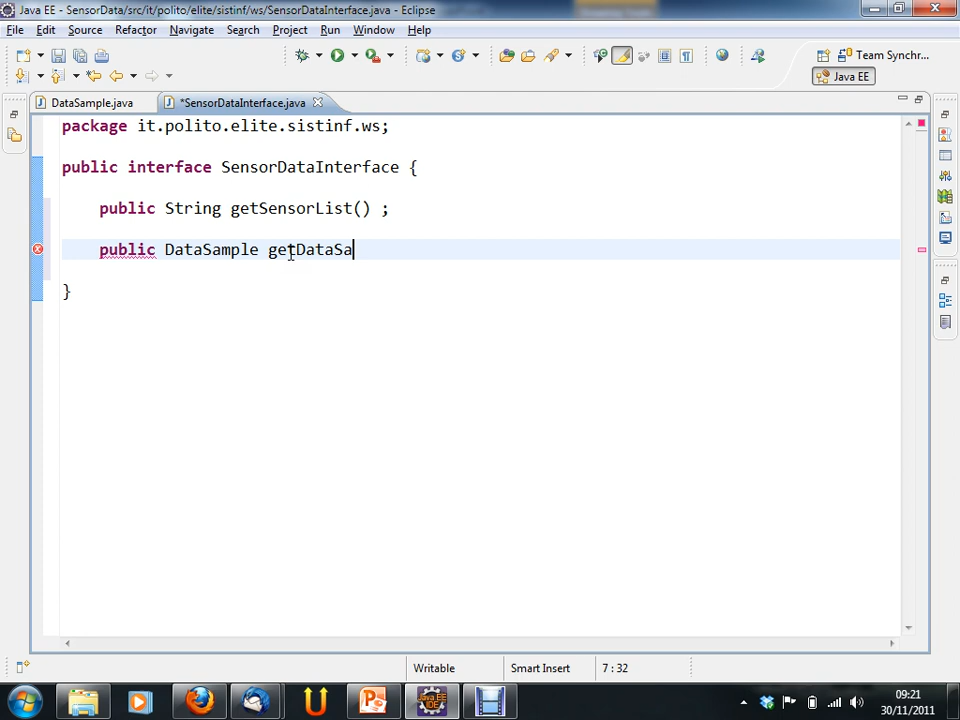 Java EE - SensorData/src/it/polito/elite/sistinf/ws/SensorDataInterface.java - Eclipse
File Edit Source Refactor Navigate Search Project Run Window Help
Team Synchr...
Java EE
DataSample.java
*SensorDataInterface.java
package it.polito.elite.sistinf.ws;
public interface SensorDataInterface {
public String getSensorList() ;
public DataSample getDataSa
}
Writable
Smart Insert
7 : 32
09:21
30/11/2011